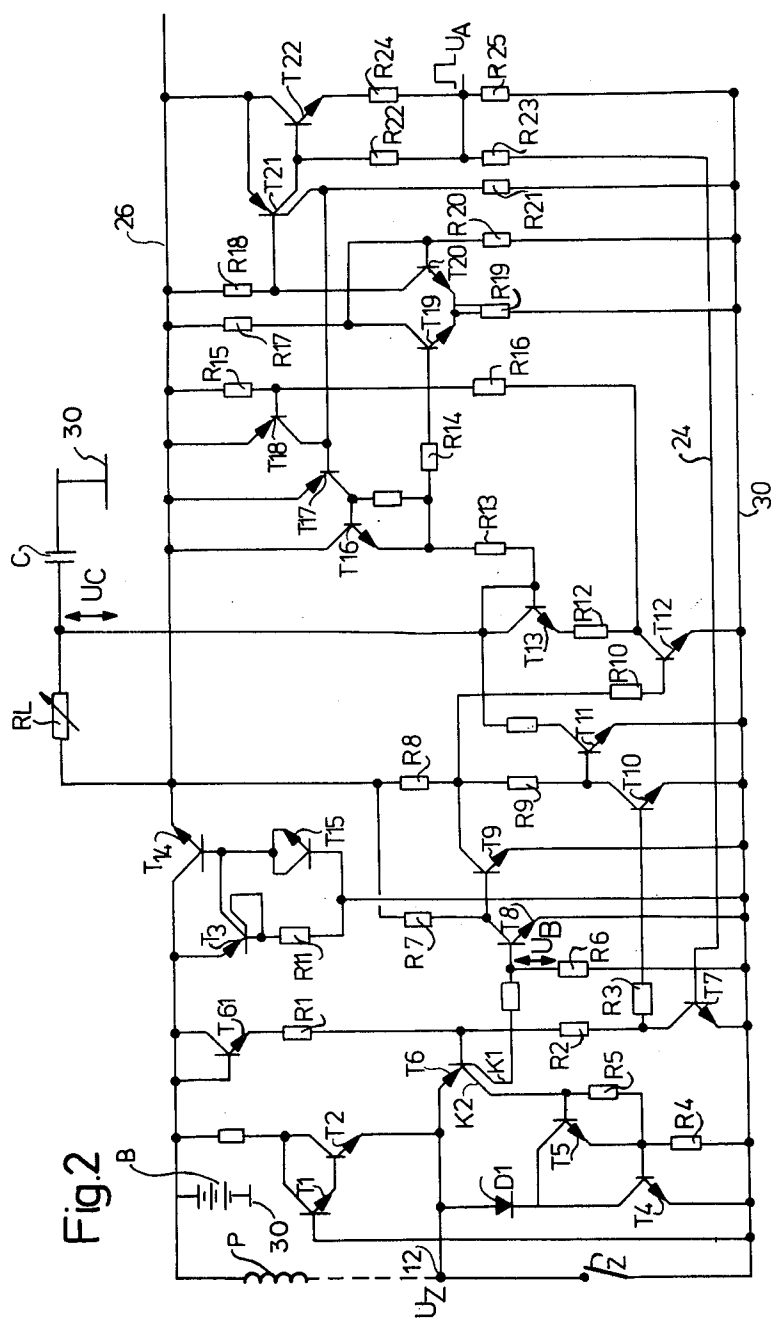 Fig.2
B
P
30
12
UZ
Z
T1
T2
D1
T4
T5
R4
R5
K2
K1
T6
T61
R1
R2
R3
T7
T3
R11
T14
T15
R7
T8
UB
R6
T9
R8
R9
T10
T11
R10
T12
R12
T13
RL
UC
C
30
R13
T16
T17
T18
R14
R15
R16
R17
R18
T19
T20
R19
R20
R21
T21
T22
R22
R23
R24
R25
UA
26
24
30